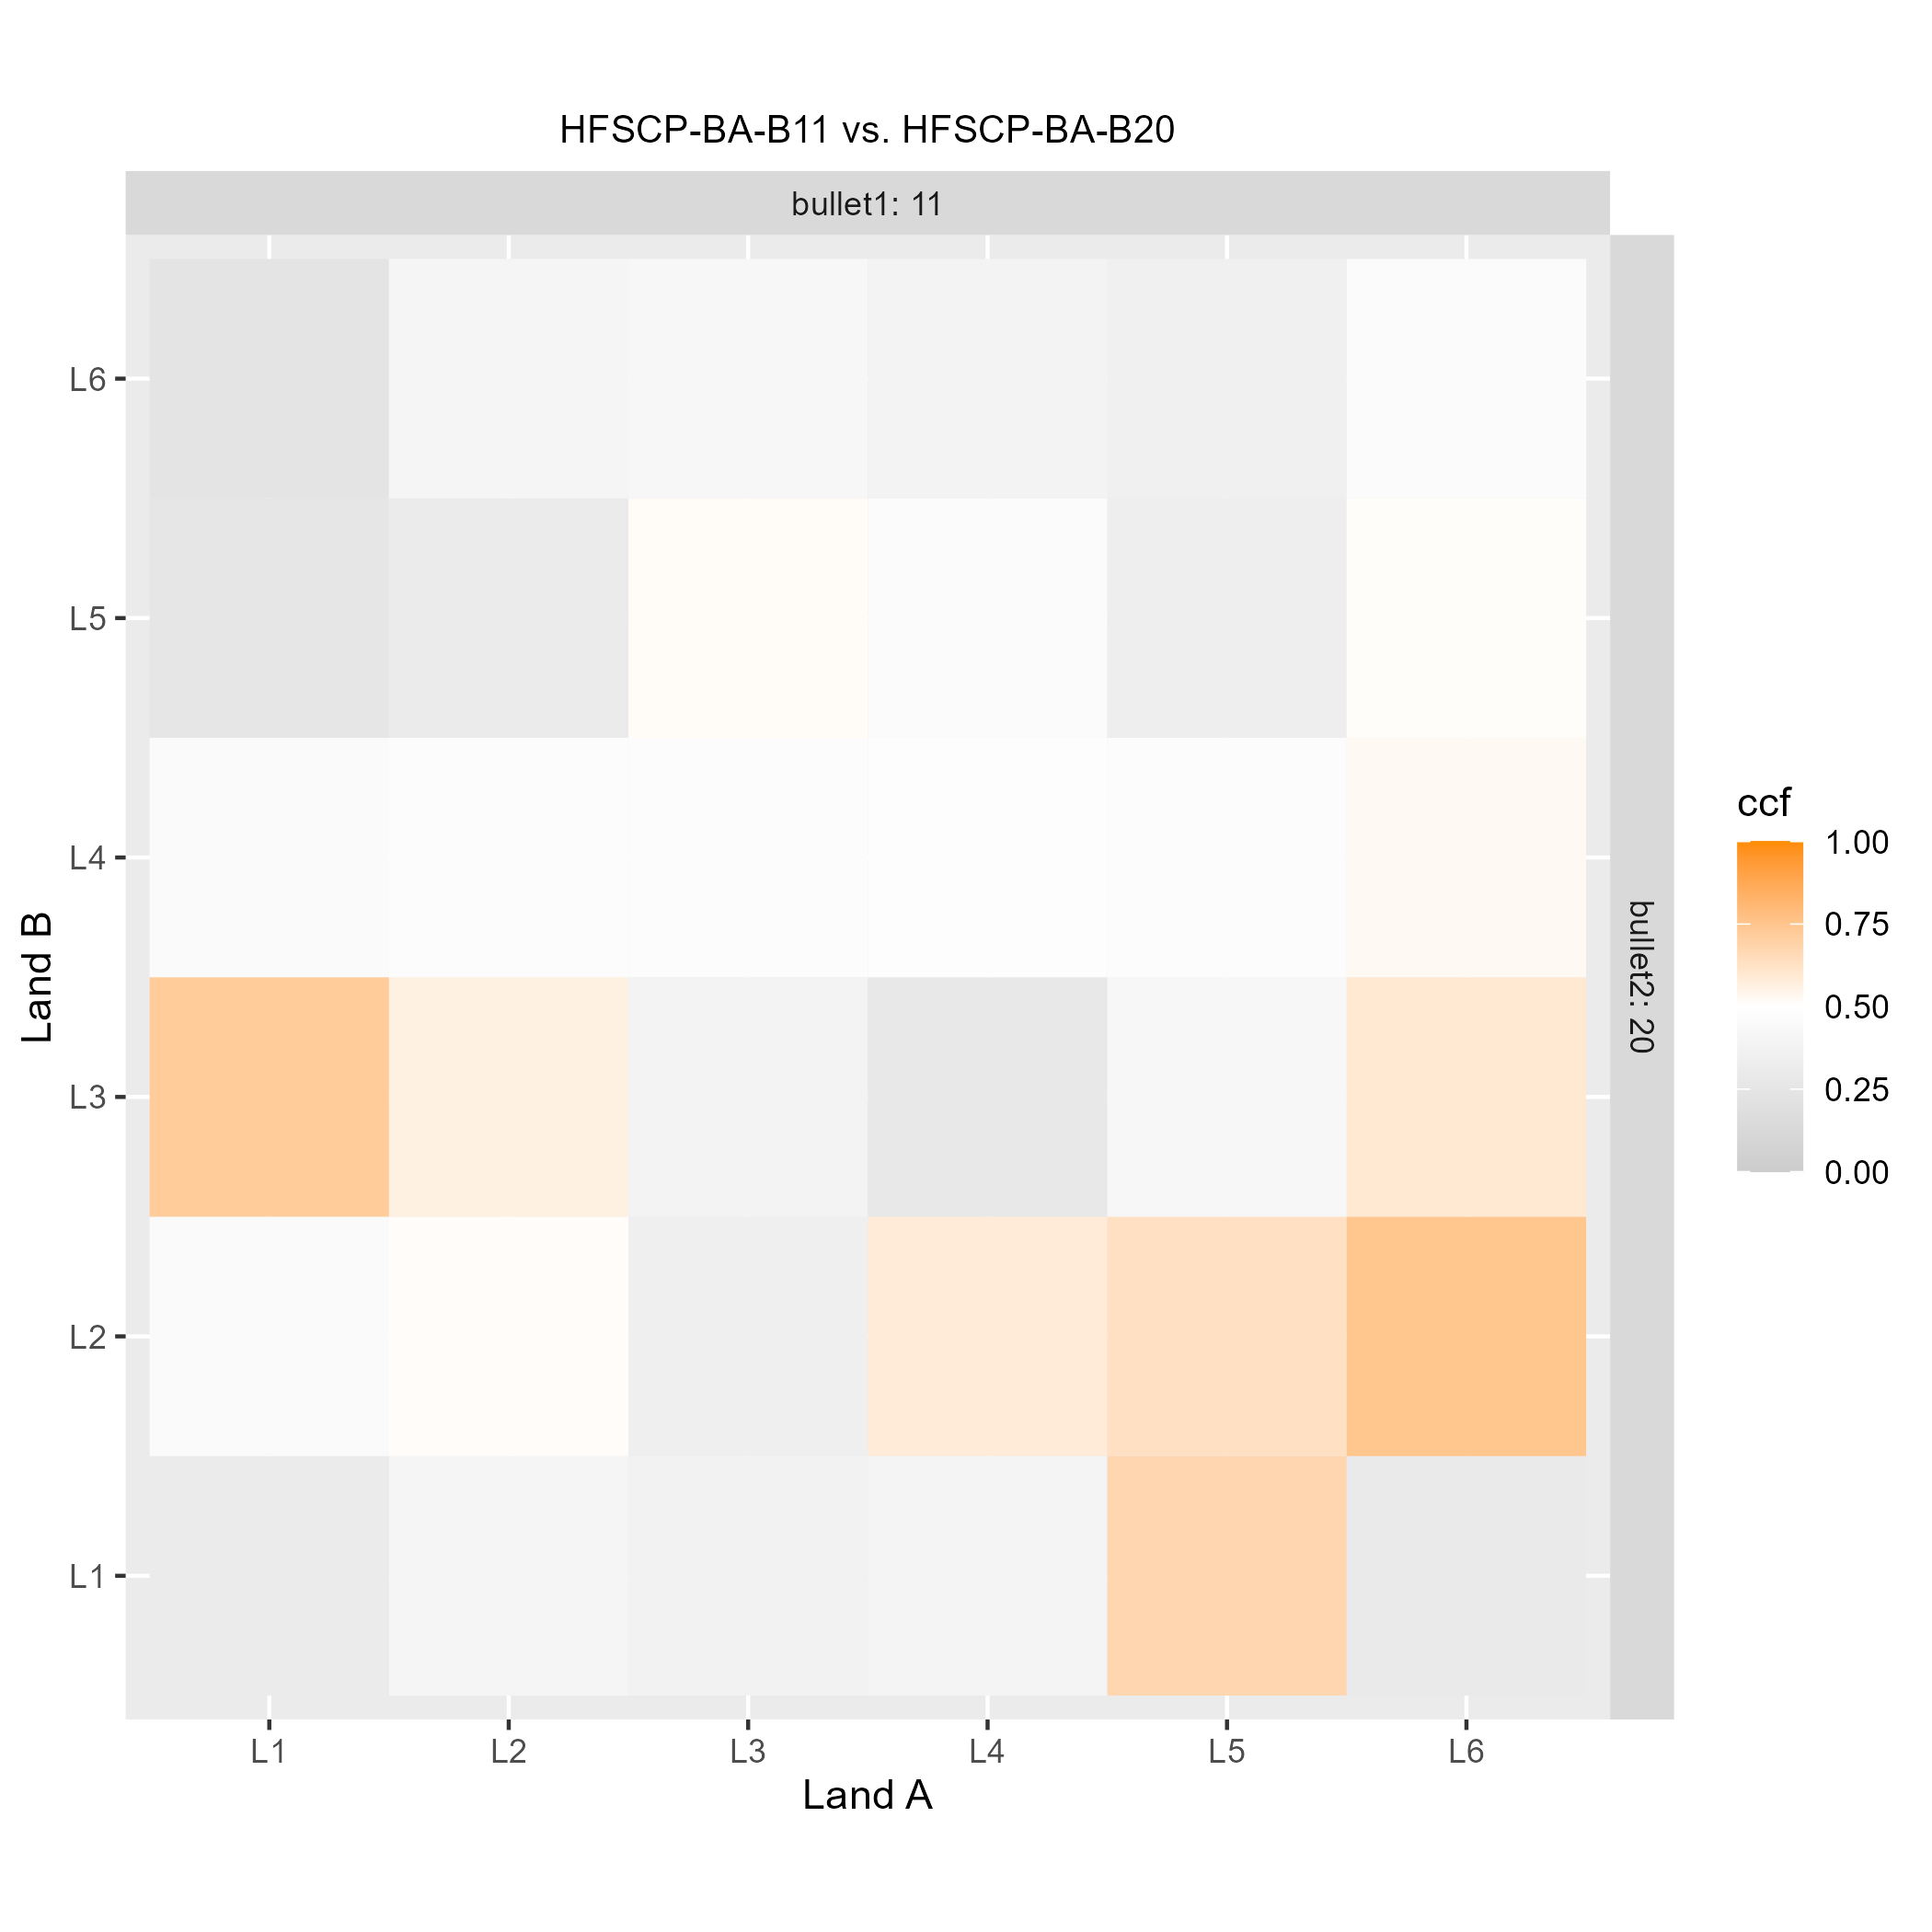 HFSCP-BA-B11 vs. HFSCP-BA-B20
bullet1: 11
L6
L5
L4
L3
L2
L1
Land B
bullet2: 20
L1 L2 L3 L4 L5 L6
Land A
ccf
1.00
0.75
0.50
0.25
0.00